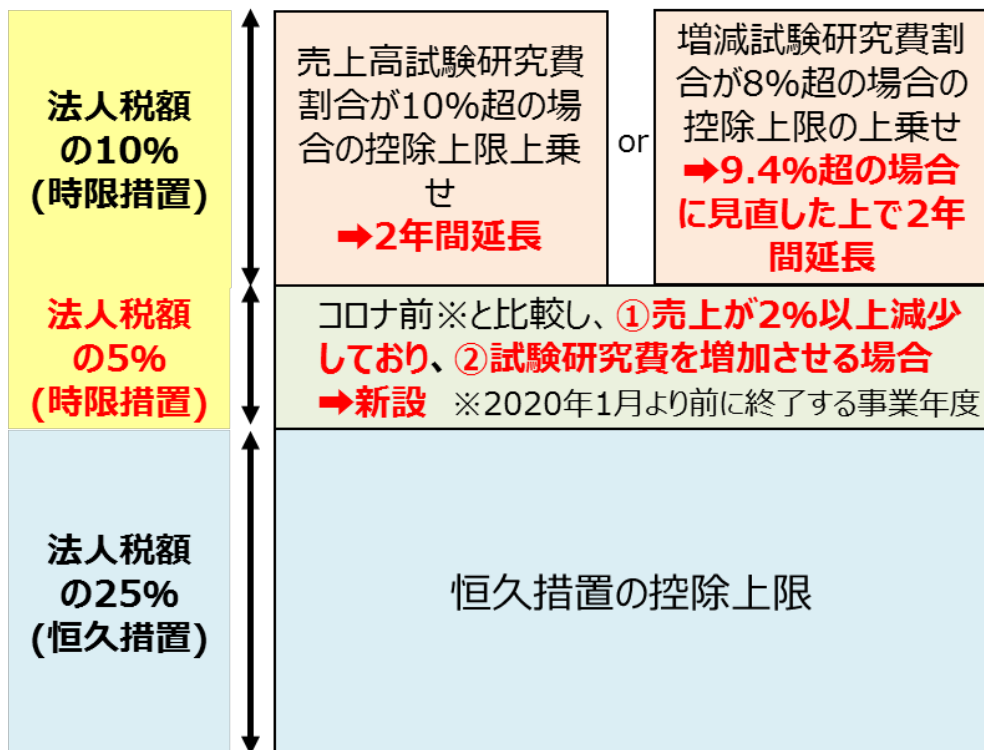 法人税額
の10%
(時限措置)
売上高試験研究費
割合が10%超の場
合の控除上限上乗
せ
➡2年間延長
or
増減試験研究費割
合が8%超の場合の
控除上限の上乗せ
➡9.4%超の場合
に見直した上で2年
間延長
法人税額
の5%
(時限措置)
コロナ前※と比較し、①売上が2%以上減少
しており、②試験研究費を増加させる場合
➡新設 ※2020年1月より前に終了する事業年度
法人税額
の25%
(恒久措置)
恒久措置の控除上限